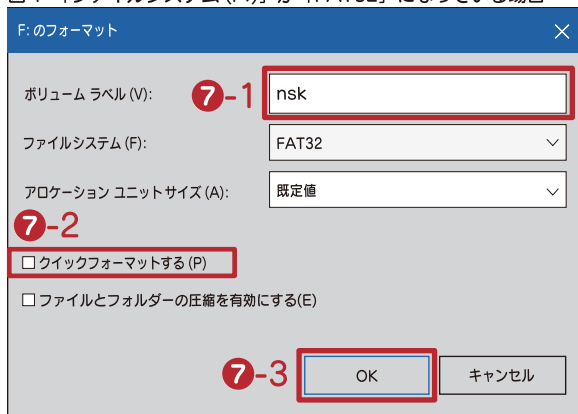 F: のフォーマット
ボリューム ラベル (V): ❼-1 nsk
ファイルシステム (F): FAT32
アロケーション ユニットサイズ (A): 既定値
❼-2
クイックフォーマットする (P)
ファイルとフォルダーの圧縮を有効にする(E)
❼-3 OK キャンセル